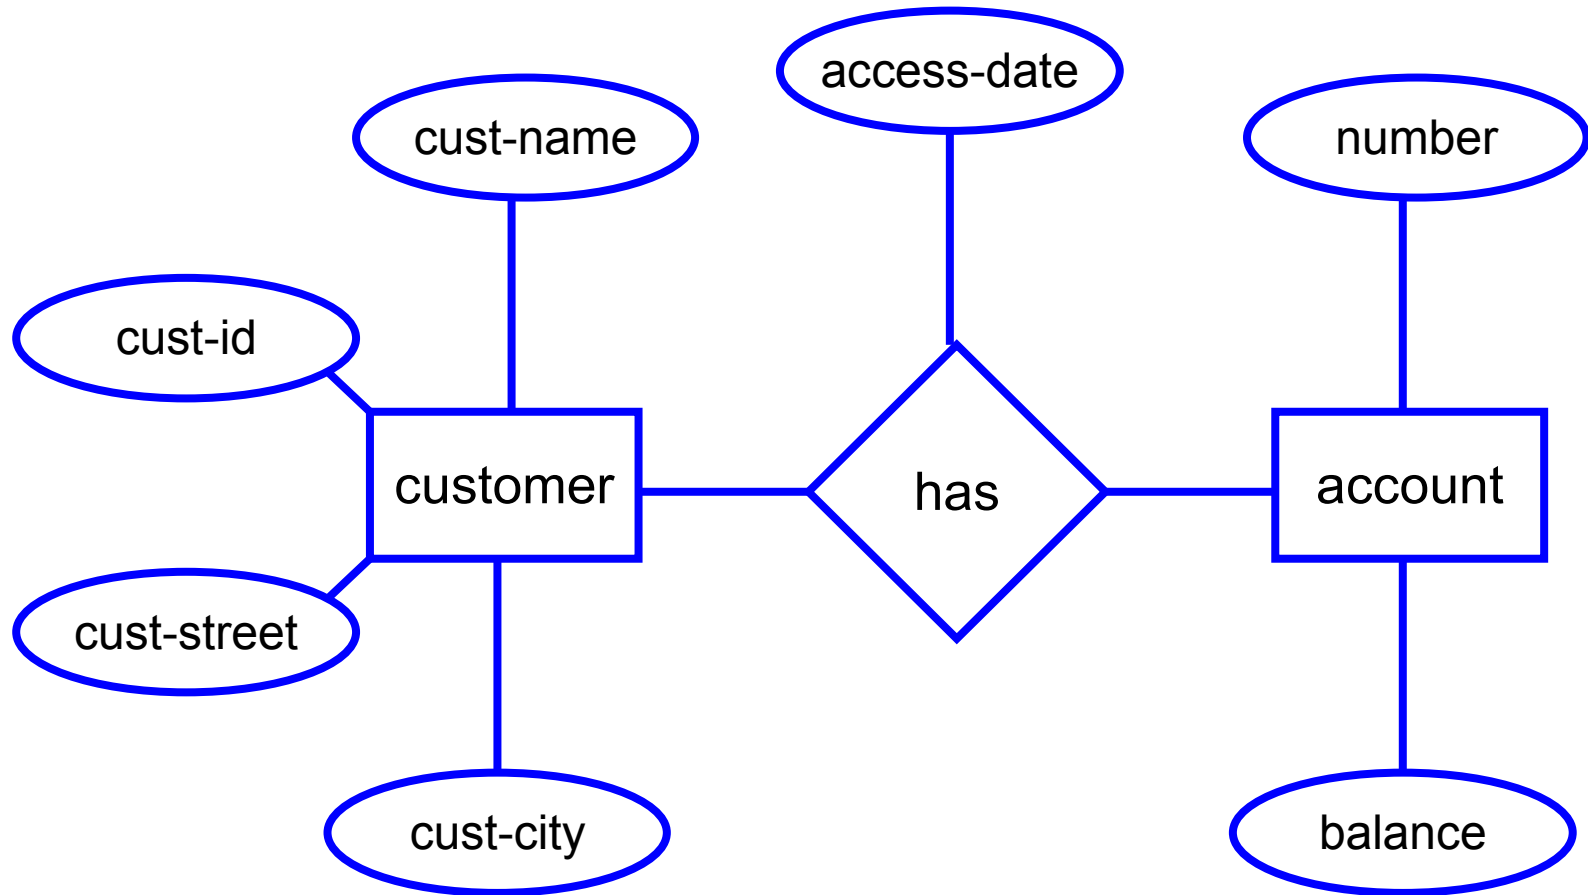 access-date
cust-name
number
cust-id
customer
has
account
cust-street
cust-city
balance